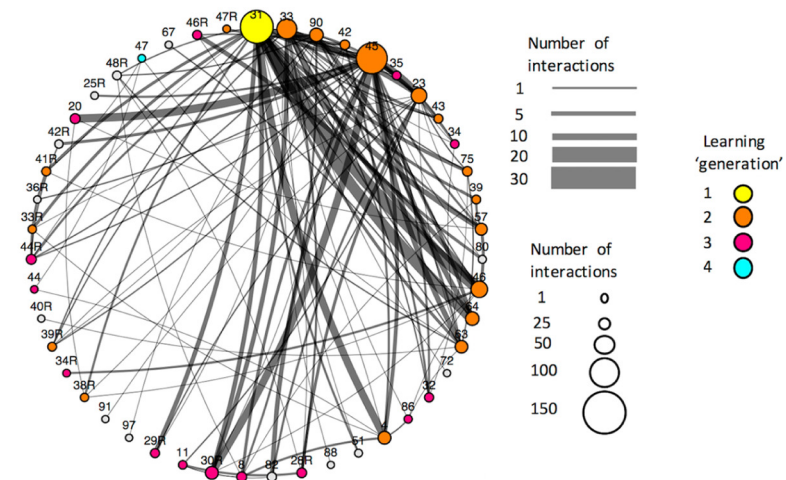 47R
31
33
90
42
45
35
23
43
34
75
39
57
80
46
64
63
72
32
86
4
51
88
28R
82
8
30R
11
29R
97
91
38R
34R
39R
40R
44
44R
33R
36R
41R
42R
20
25R
48R
47
67
46R
Number of
interactions
1
5
10
20
30
Learning
‘generation’
1
2
3
4
Number of
interactions
1
25
50
100
150